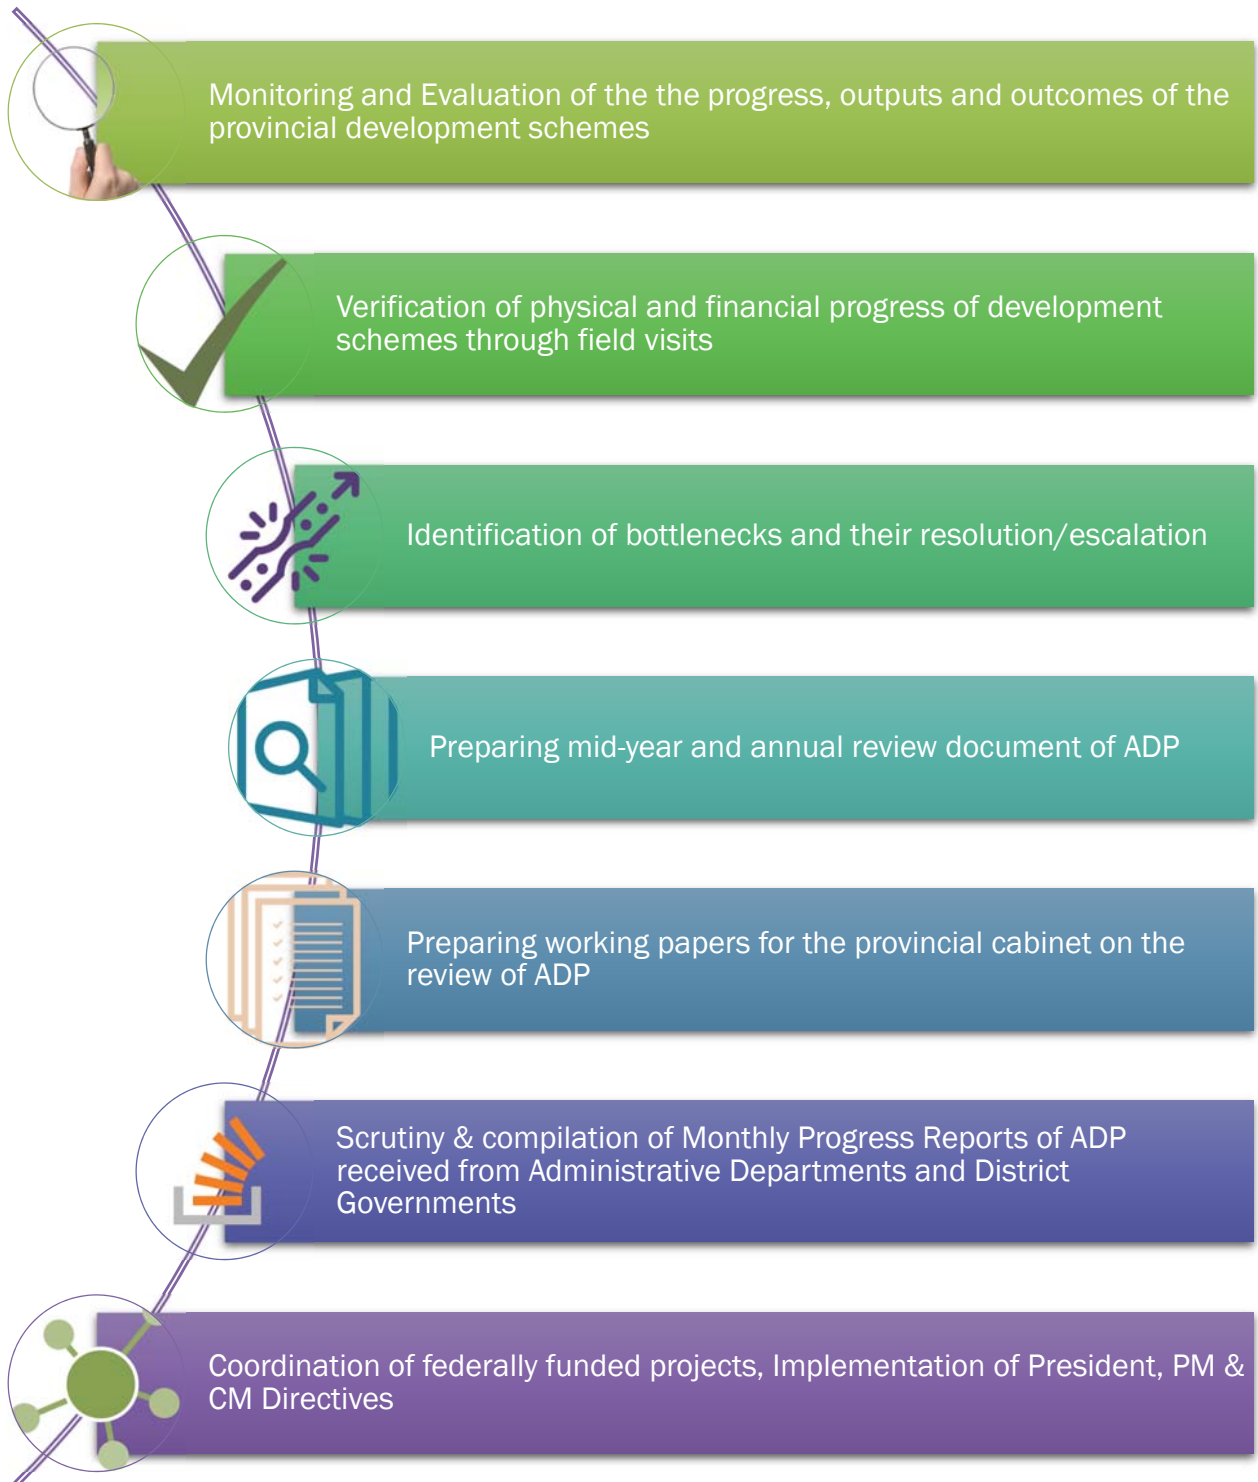 Monitoring and Evaluation of the the progress, outputs and outcomes of the
provincial development schemes
Verification of physical and financial progress of development
schemes through field visits
Identification of bottlenecks and their resolution/escalation
Preparing mid-year and annual review document of ADP
Preparing working papers for the provincial cabinet on the
review of ADP
Scrutiny & compilation of Monthly Progress Reports of ADP
received from Administrative Departments and District
Governments
Coordination of federally funded projects, Implementation of President, PM &
CM Directives